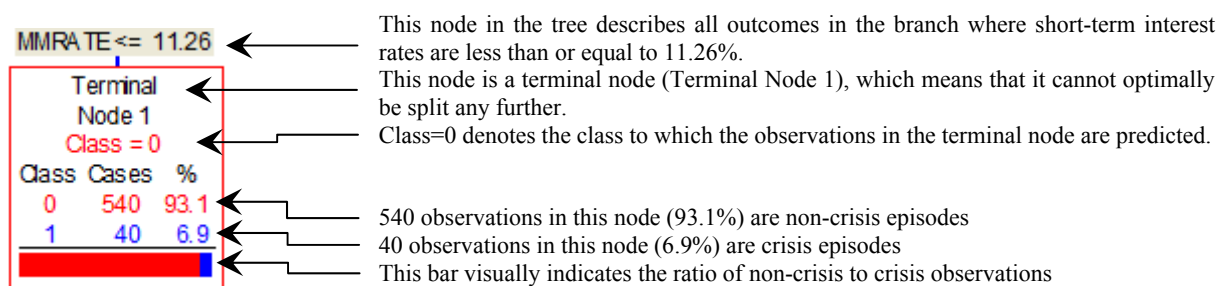 MMRATE <= 11.26
Terminal
Node 1
Class = 0
Class Cases %
0 540 93.1
1 40 6.9
This node in the tree describes all outcomes in the branch where short-term interest
rates are less than or equal to 11.26%.
This node is a terminal node (Terminal Node 1), which means that it cannot optimally
be split any further.
Class=0 denotes the class to which the observations in the terminal node are predicted.
540 observations in this node (93.1%) are non-crisis episodes
40 observations in this node (6.9%) are crisis episodes
This bar visually indicates the ratio of non-crisis to crisis observations